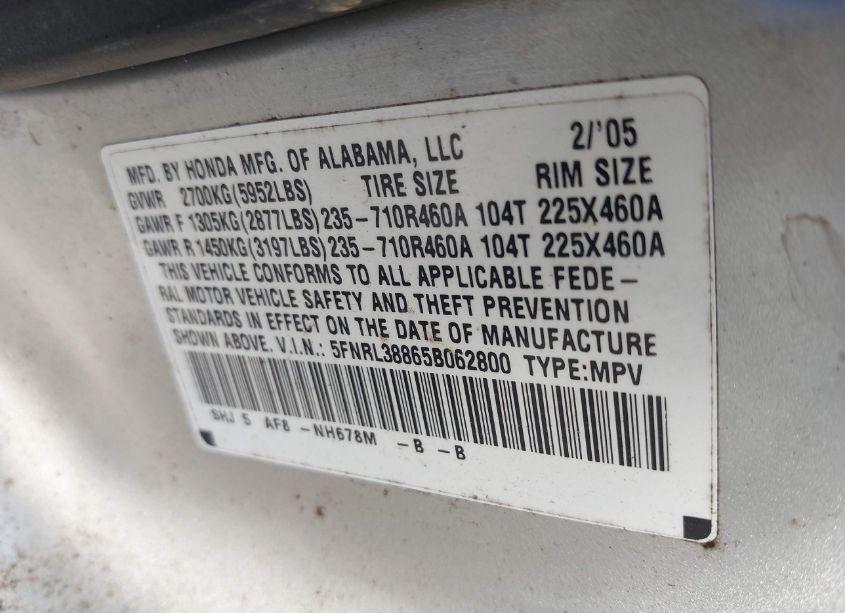 MFD. BY HONDA MFG. OF ALABAMA, LLC 2/'05
GVWR 2700KG(5952LBS) TIRE SIZE RIM SIZE
GAWR F 1305KG(2877LBS) 235-710R460A 104T 225X460A
GAWR R 1450KG(3197LBS) 235-710R460A 104T 225X460A
THIS VEHICLE CONFORMS TO ALL APPLICABLE FEDE-
RAL MOTOR VEHICLE SAFETY AND THEFT PREVENTION
STANDARDS IN EFFECT ON THE DATE OF MANUFACTURE
SHOWN ABOVE. V.I.N.: 5FNRL38865B062800 TYPE:MPV
SHJ 5 AF8 -NH678M -B -B